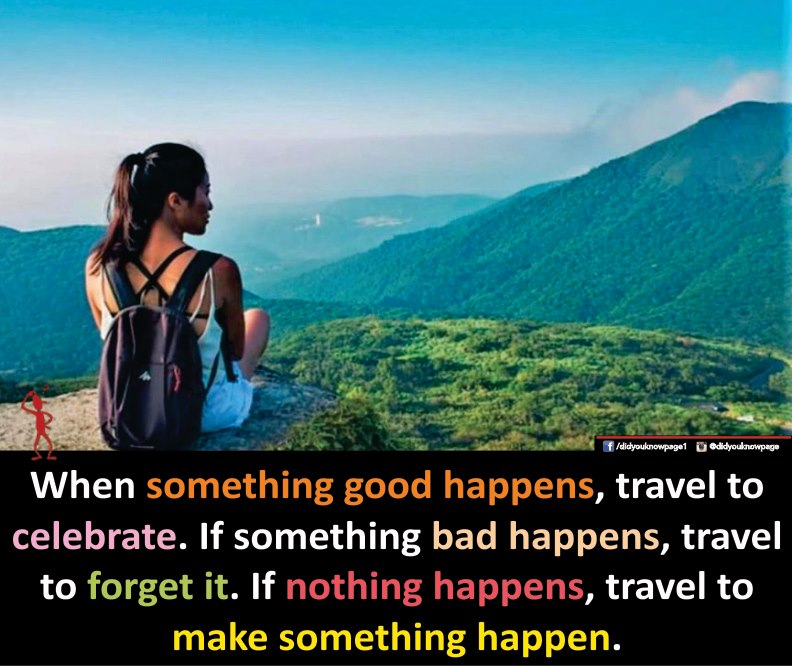 /didyouknowpage1 @didyouknowpage
When something good happens, travel to
celebrate. If something bad happens, travel
to forget it. If nothing happens, travel to
make something happen.